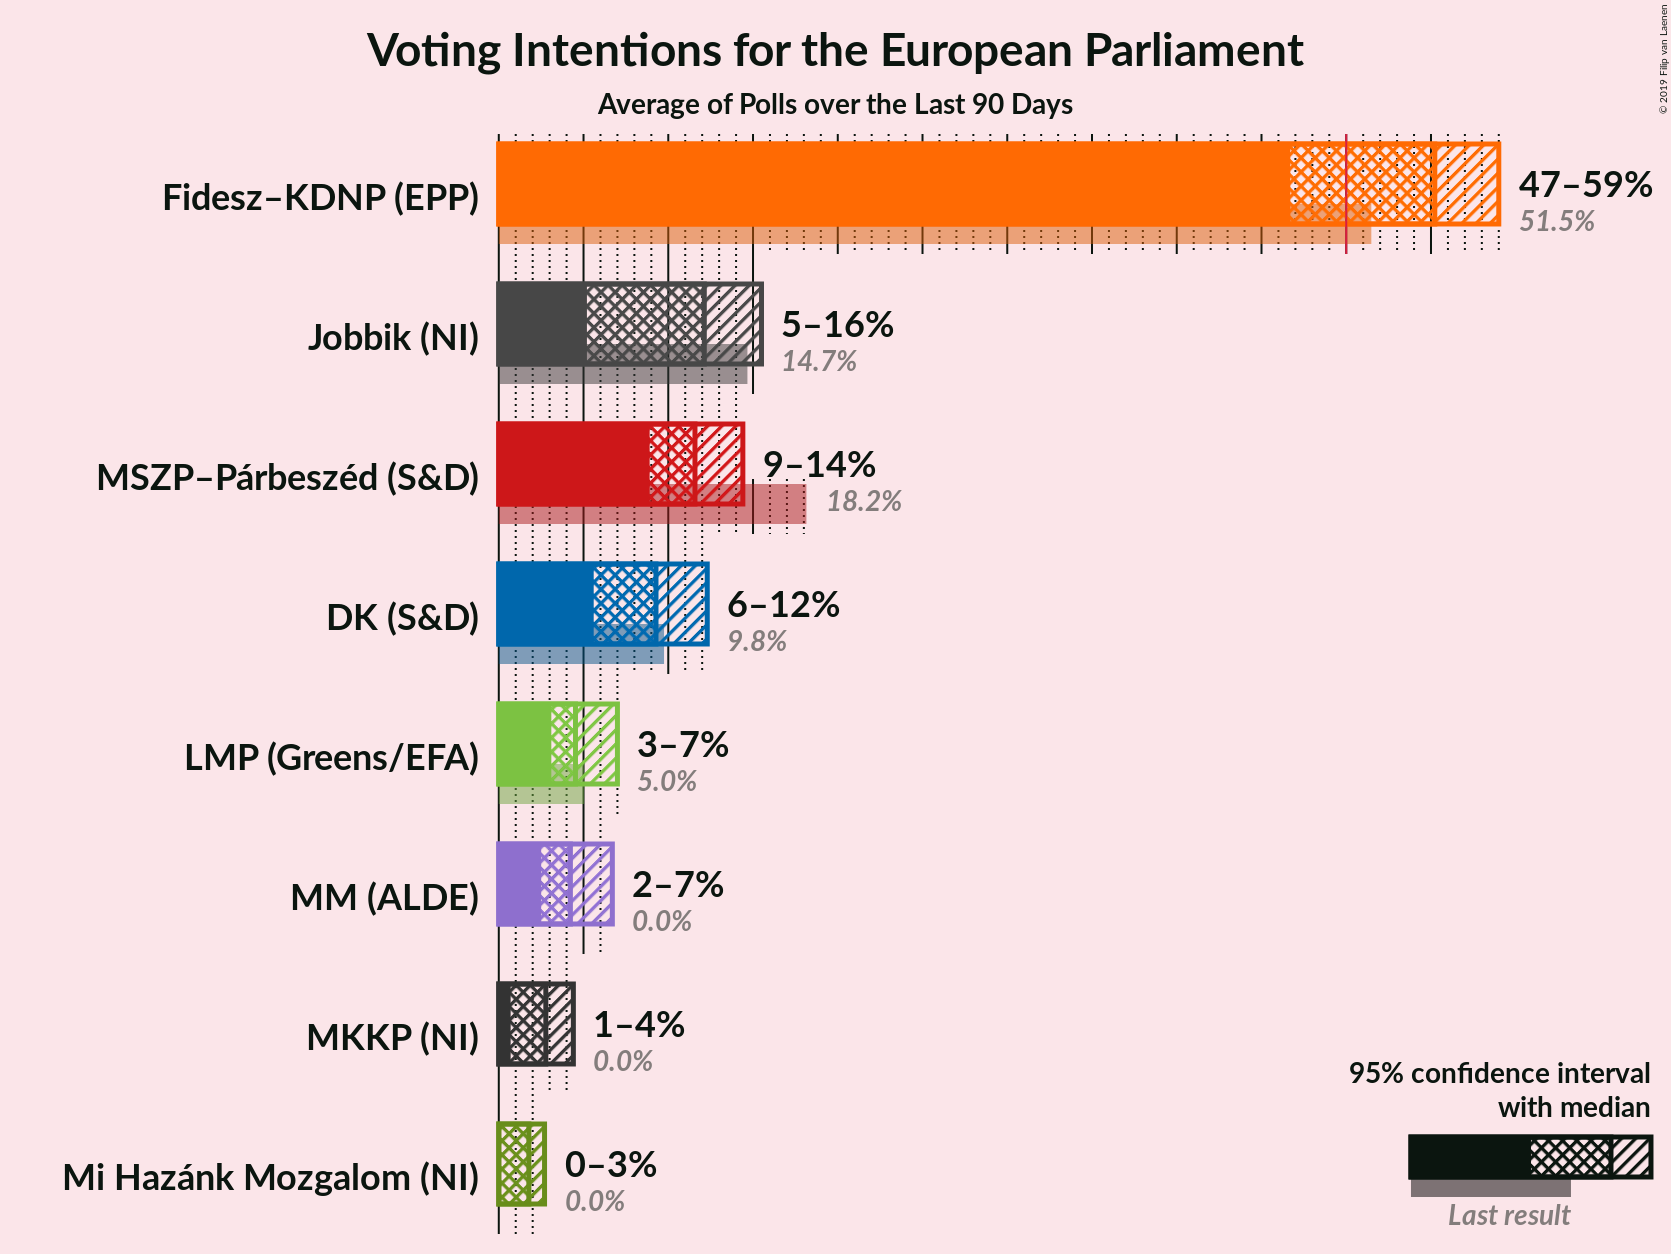 Voting Intentions for the European Parliament
Average of Polls over the Last 90 Days
© 2019 Filip van Laenen
Fidesz–KDNP (EPP)
47–59%
51.5%
Jobbik (NI)
5–16%
14.7%
MSZP–Párbeszéd (S&D)
9–14%
18.2%
DK (S&D)
6–12%
9.8%
LMP (Greens/EFA)
3–7%
5.0%
MM (ALDE)
2–7%
0.0%
MKKP (NI)
1–4%
0.0%
Mi Hazánk Mozgalom (NI)
0–3%
0.0%
95% confidence interval
with median
Last result